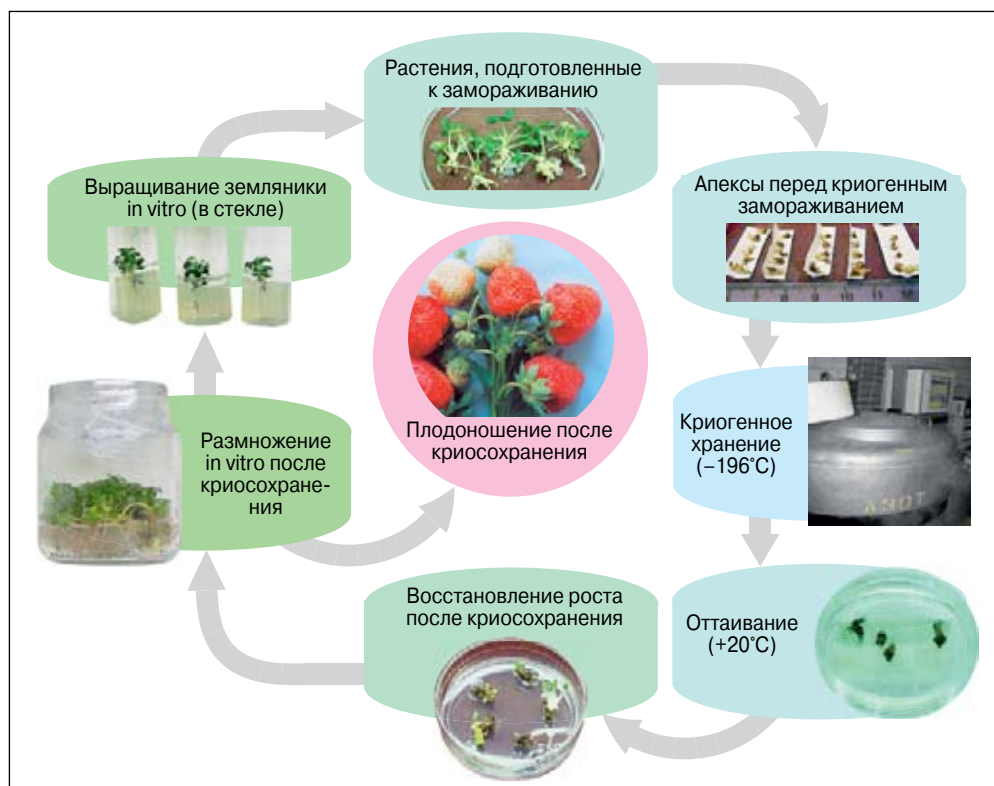 Растения, подготовленные
к замораживанию
Выращивание земляники
in vitro (в стекле)
Апексы перед криогенным
замораживанием
Плодоношение после
криосохранения
Криогенное
хранение
(–196°C)
АЗОТ
Размножение
in vitro после
криосохране-
ния
Восстановление роста
после криосохранения
Оттаивание
(+20°C)